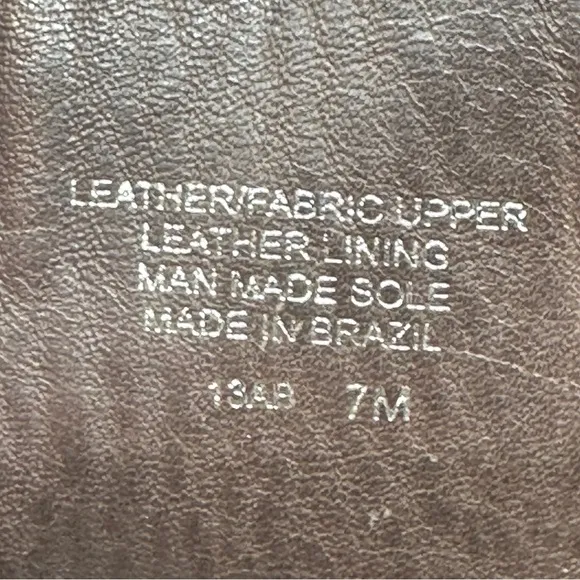 LEATHER/FABRIC UPPER
LEATHER LINING
MAN MADE SOLE
MADE IN BRAZIL
7M